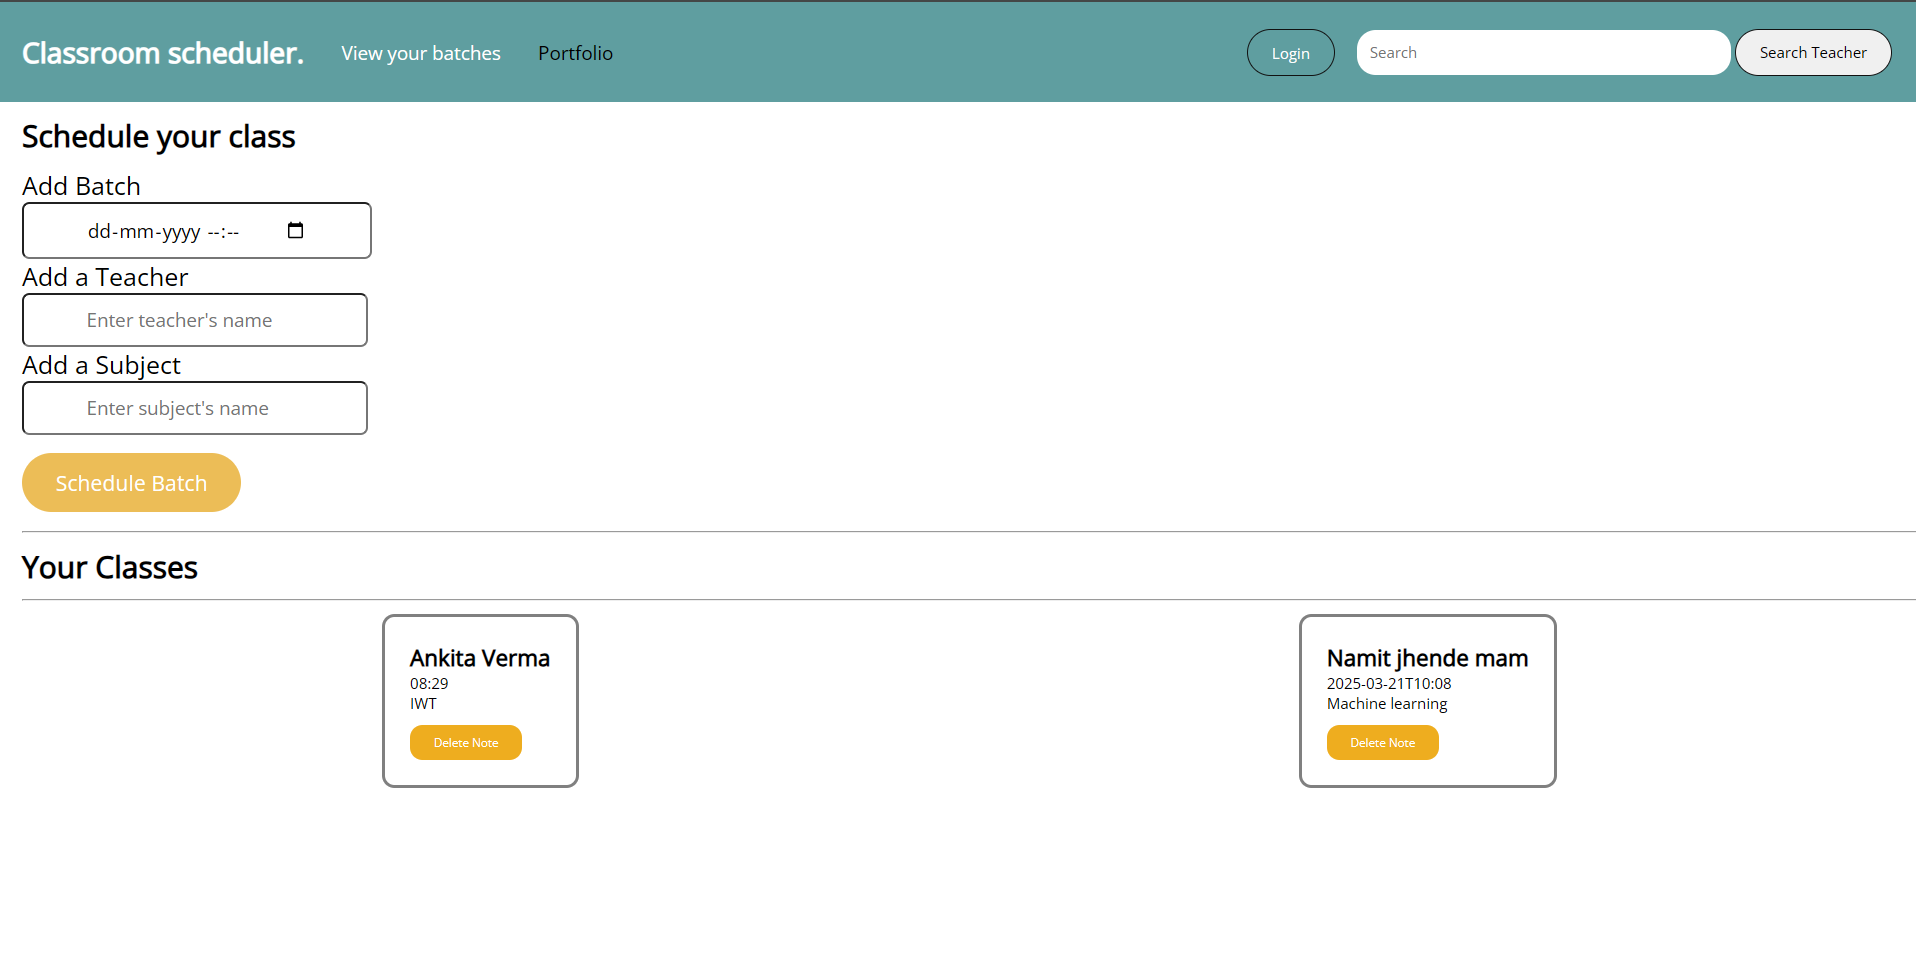 Classroom scheduler. View your batches Portfolio Login Search Search Teacher
Schedule your class
Add Batch
dd-mm-yyyy --:--
Add a Teacher
Enter teacher's name
Add a Subject
Enter subject's name
Schedule Batch
Your Classes
Ankita Verma
08:29
IWT
Delete Note
Namit jhende mam
2025-03-21T10:08
Machine learning
Delete Note